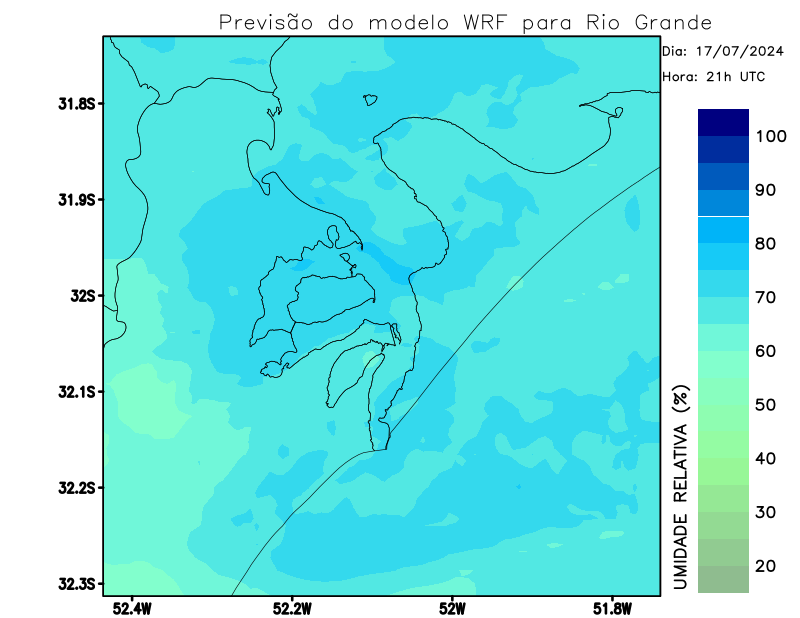 Previsão do modelo WRF para Rio Grande
Dia: 17/07/2024
Hora: 21h UTC
31.8S
31.9S
32S
32.1S
32.2S
32.3S
52.4W
52.2W
52W
51.8W
UMIDADE RELATIVA (%)
100
90
80
70
60
50
40
30
20